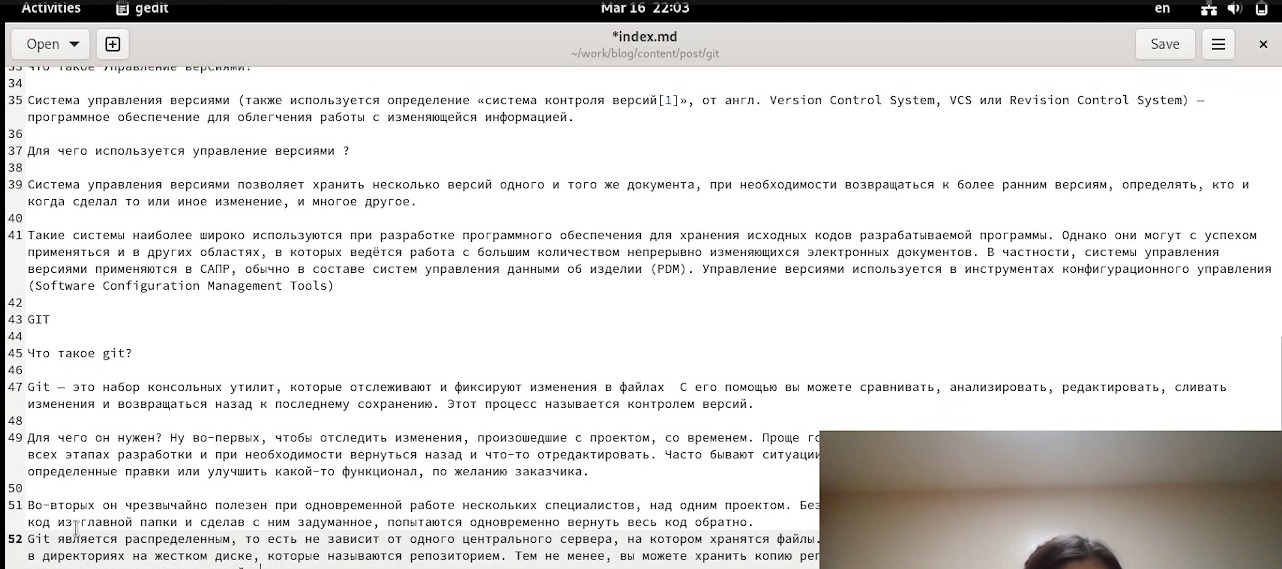 Activities gedit Mar 16 22:03 en
*index.md
Open Save
~/work/blog/content/post/git
33 Что такое Управление версиями?
34
35 Система управления версиями (также используется определение «система контроля версий[1]», от англ. Version Control System, VCS или Revision Control System) —
программное обеспечение для облегчения работы с изменяющейся информацией.
36
37 Для чего используется управление версиями ?
38
39 Система управления версиями позволяет хранить несколько версий одного и того же документа, при необходимости возвращаться к более ранним версиям, определять, кто и
когда сделал то или иное изменение, и многое другое.
40
41 Такие системы наиболее широко используются при разработке программного обеспечения для хранения исходных кодов разрабатываемой программы. Однако они могут с успехом
применяться и в других областях, в которых ведётся работа с большим количеством непрерывно изменяющихся электронных документов. В частности, системы управления
версиями применяются в САПР, обычно в составе систем управления данными об изделии (PDM). Управление версиями используется в инструментах конфигурационного управления
(Software Configuration Management Tools)
42
43 GIT
44
45 Что такое git?
46
47 Git — это набор консольных утилит, которые отслеживают и фиксируют изменения в файлах  С его помощью вы можете сравнивать, анализировать, редактировать, сливать
изменения и возвращаться назад к последнему сохранению. Этот процесс называется контролем версий.
48
49 Для чего он нужен? Ну во-первых, чтобы отследить изменения, произошедшие с проектом, со временем. Проще
всех этапах разработки и при необходимости вернуться назад и что-то отредактировать. Часто бывают ситуации
определенные правки или улучшить какой-то функционал, по желанию заказчика.
50
51 Во-вторых он чрезвычайно полезен при одновременной работе нескольких специалистов, над одним проектом.
код из главной папки и сделав с ним задуманное, попытаются одновременно вернуть весь код обратно.
52 Git является распределенным, то есть не зависит от одного центрального сервера, на котором хранятся файлы.
в директориях на жестком диске, которые называются репозиторием. Тем не менее, вы можете хранить копию